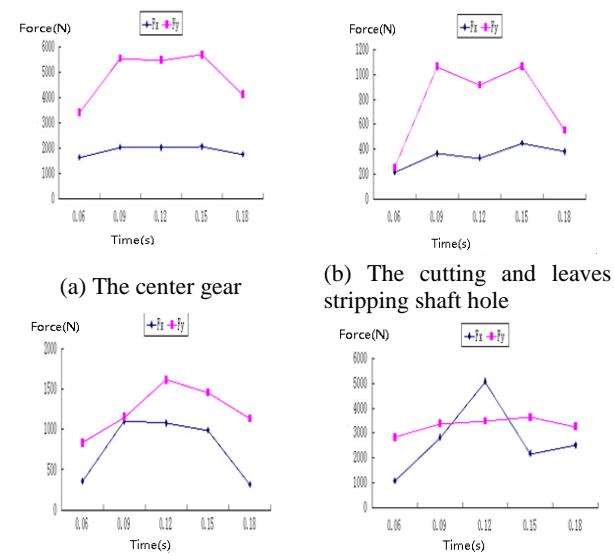 Force(N)
Fx Fy
6000
5000
4000
3000
2000
1000
0
0.06 0.09 0.12 0.15 0.18
Time(s)
(a) The center gear
Force(N)
Fx Fy
1200
1000
800
600
400
200
0
0.06 0.09 0.12 0.15 0.18
Time(s)
(b) The cutting and leaves
stripping shaft hole
Force(N)
Fx Fy
2000
1500
1000
500
0
0.06 0.09 0.12 0.15 0.18
Time(s)
Force(N)
Fx Fy
6000
5000
4000
3000
2000
1000
0
0.06 0.09 0.12 0.15 0.18
Time(s)